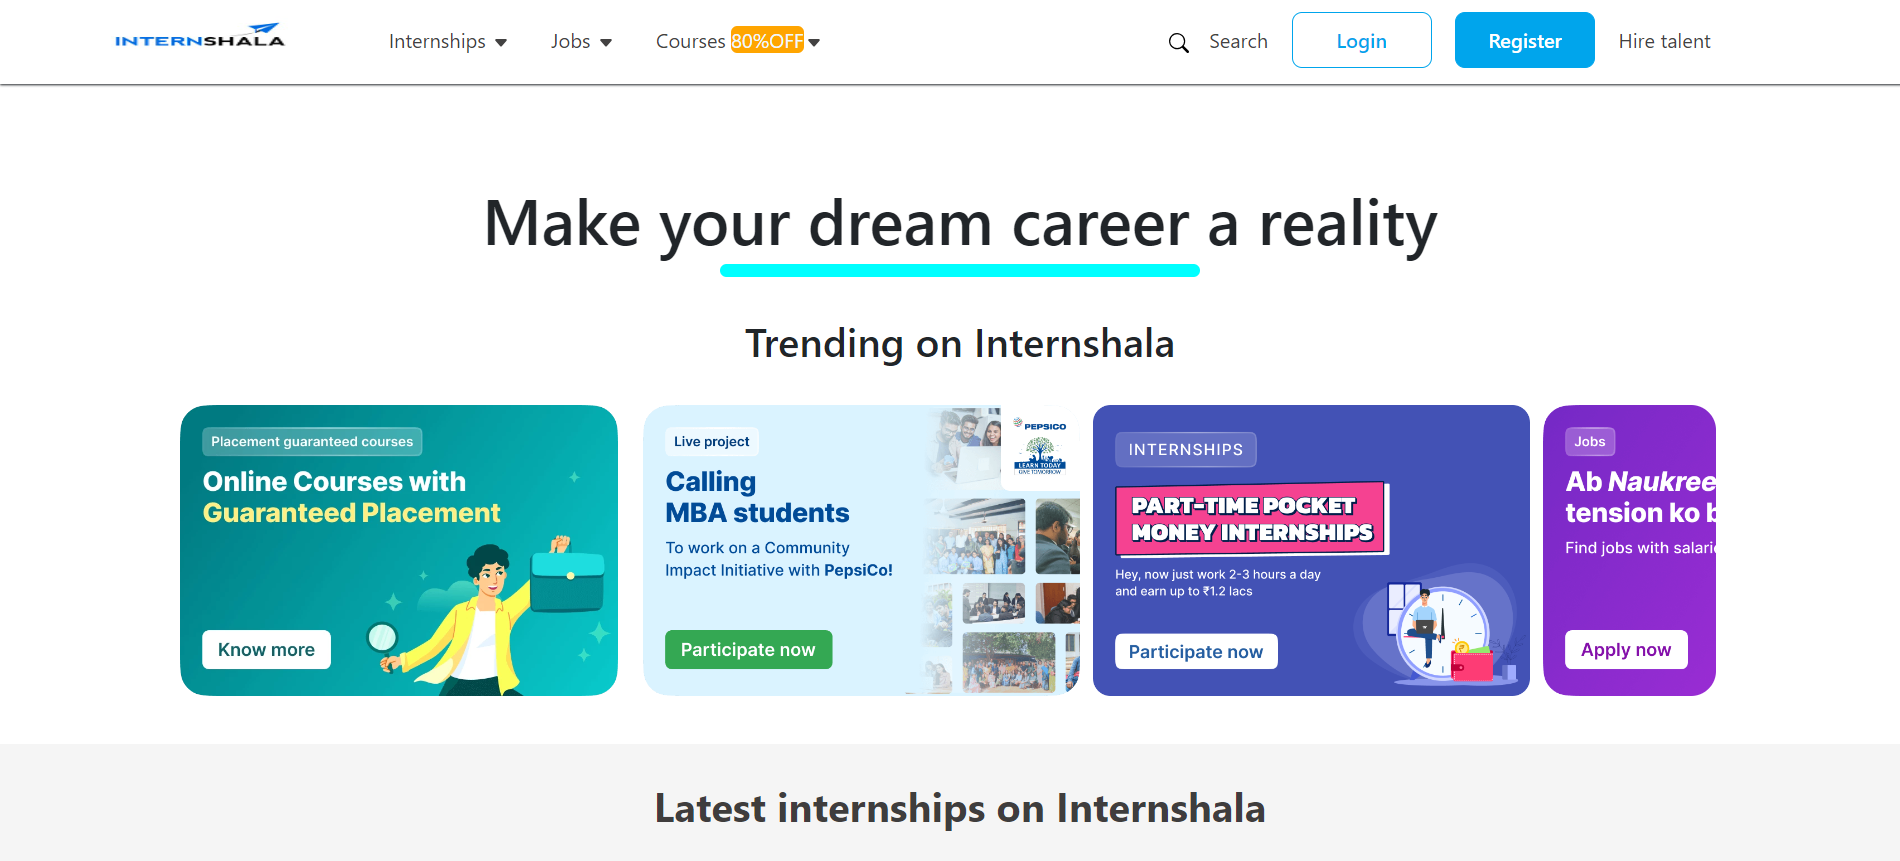 INTERNSHALA
Internships
Jobs
Courses 80%OFF
Search
Login
Register
Hire talent
Make your dream career a reality
Trending on Internshala
Placement guaranteed courses
Online Courses with
Guaranteed Placement
Know more
Live project
Calling
MBA students
To work on a Community
Impact Initiative with PepsiCo!
Participate now
PEPSICO
LEARN TODAY
GIVE TOMORROW
INTERNSHIPS
PART-TIME POCKET
MONEY INTERNSHIPS
Hey, now just work 2-3 hours a day
and earn up to ₹1.2 lacs
Participate now
Jobs
Ab Naukree
tension ko b
Find jobs with salari
Apply now
Latest internships on Internshala